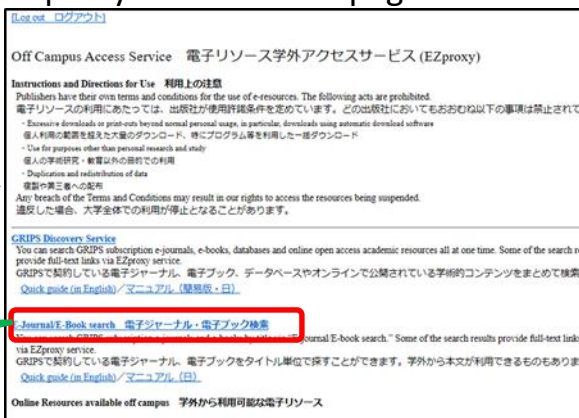 [Log out ログアウト]
Off Campus Access Service 電子リソース学外アクセスサービス (EZproxy)
Instructions and Directions for Use 利用上の注意
Publishers have their own terms and conditions for the use of e-resources. The following acts are prohibited.
電子リソースの利用にあたっては、出版社が使用許諾条件を定めています。どの出版社においてもおおむね以下の事項は禁止されて
- Excessive downloads or print-outs beyond normal personal usage, in particular, downloads using automatic download software
個人利用の範囲を超えた大量のダウンロード、特にプログラム等を利用した一括ダウンロード
- Use for purposes other than personal research and study
個人の学術研究・教育以外の目的での利用
- Duplication and redistribution of data
複製や第三者への配布
Any breach of the Terms and Conditions may result in our rights to access the resources being suspended.
違反した場合、大学全体での利用が停止となることがあります。
GRIPS Discovery Service
You can search GRIPS subscription e-journals, e-books, databases and online open access academic resources all at one time. Some of the search
provide full-text links via EZproxy service.
GRIPSで契約している電子ジャーナル、電子ブック、データベースやオンラインで公開されている学術的コンテンツをまとめて検索
Quick guide (in English)／マニュアル（簡易版・日）
E-Journal/E-Book search 電子ジャーナル・電子ブック検索
You can search GRIPS subscription e-journals and e-books by title via "E-journal/E-book search." Some of the search results provide full-text links
via EZproxy service.
GRIPSで契約している電子ジャーナル、電子ブックをタイトル単位で探すことができます。学外から本文が利用できるものもありま
Quick guide (in English)／マニュアル（日）
Online Resources available off campus 学外から利用可能な電子リソース